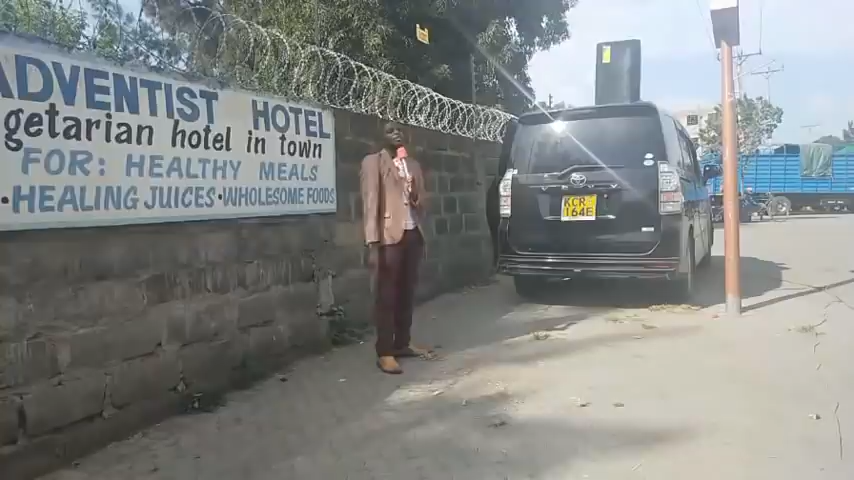 ADVENTIST HOTEL
getarian hotel in town
FOR: HEALTHY MEALS
•HEALING JUICES •WHOLESOME FOODS
KCR
164E